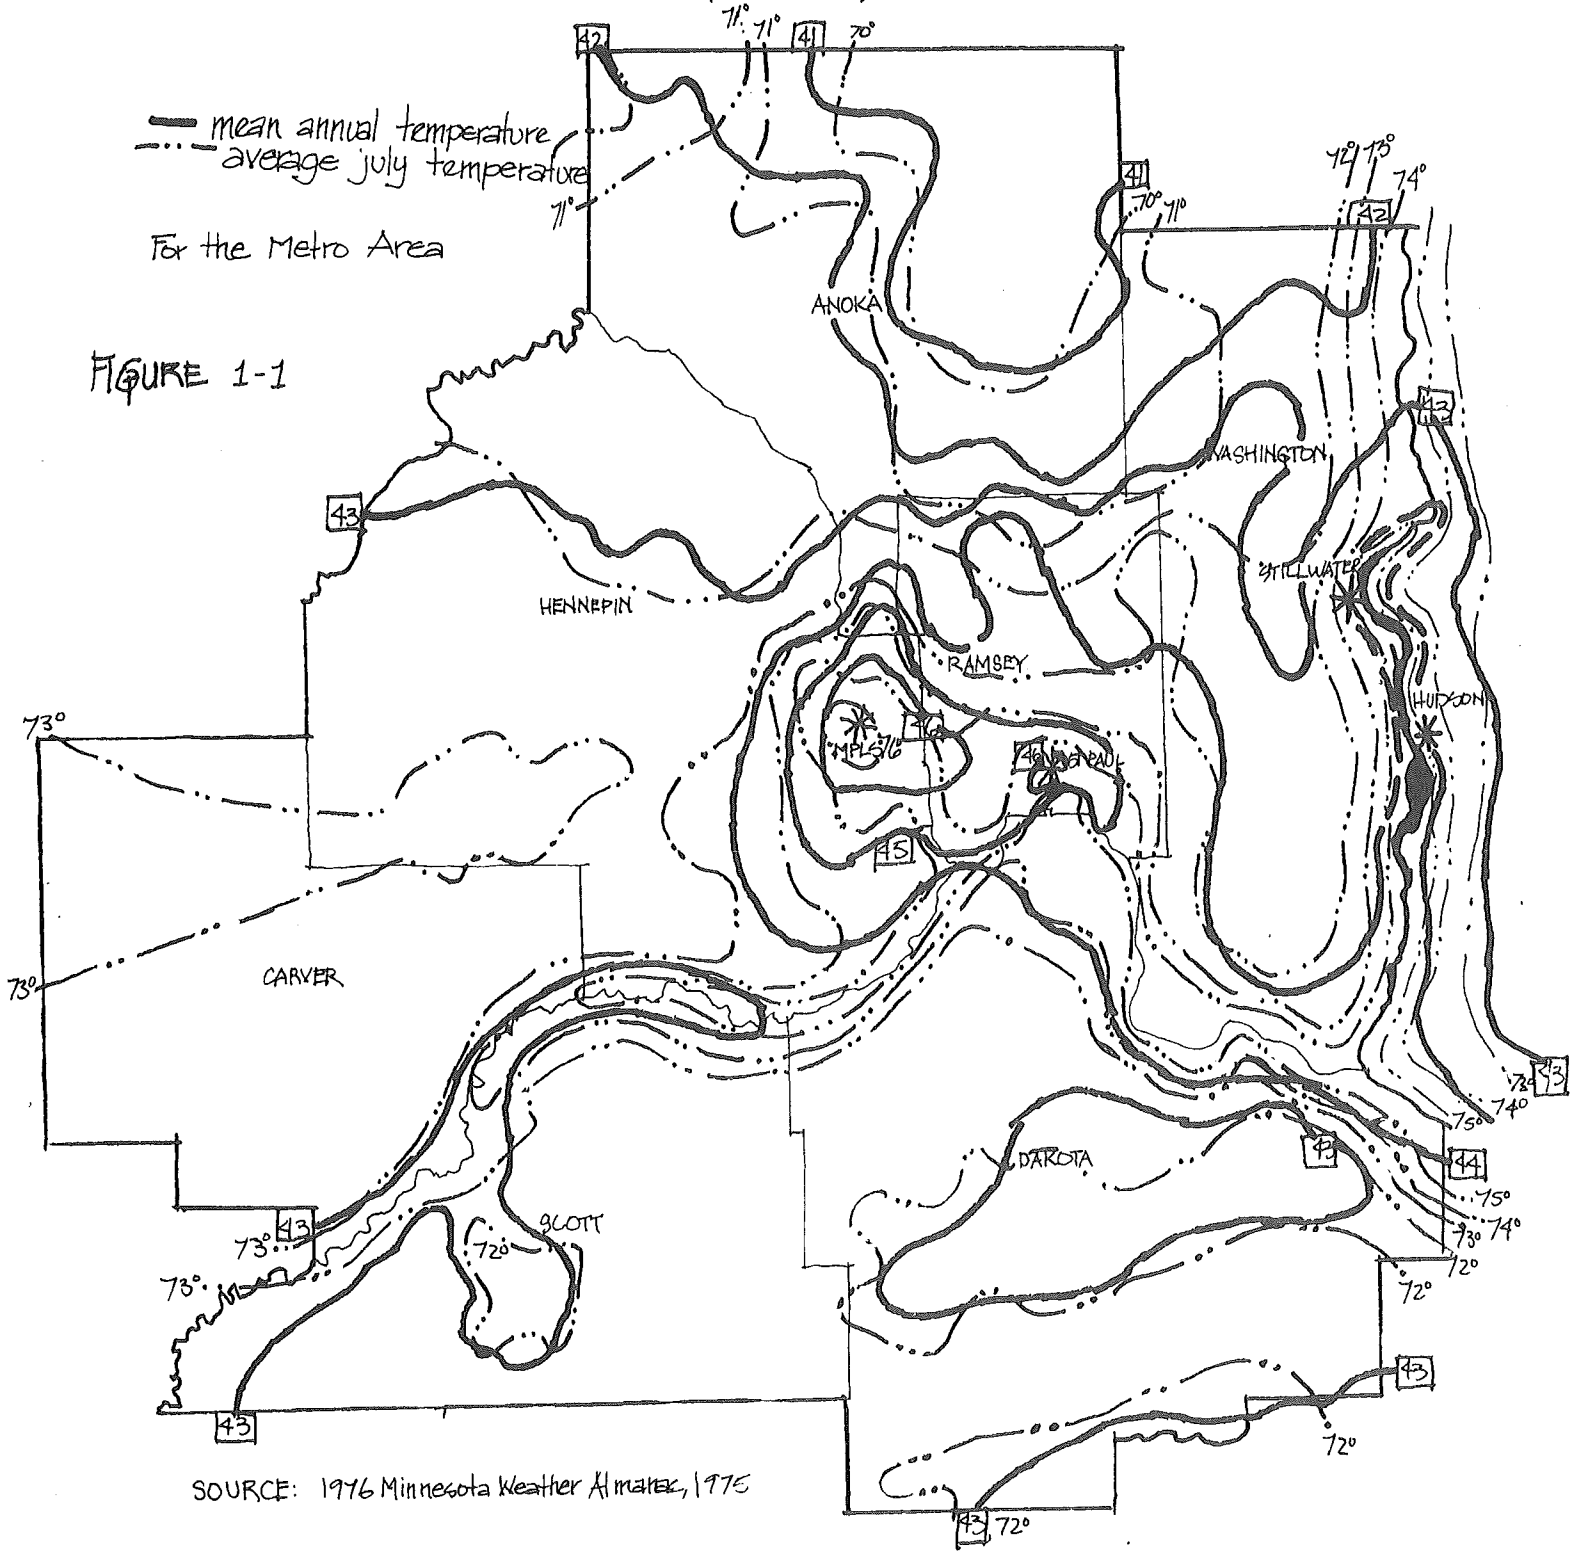 71° 71° 41 70°
42
mean annual temperature
average july temperature
71°
For the Metro Area
FIGURE 1-1
41
70° 71°
72° 73° 74°
42
ANOKA
43
WASHINGTON
43
STILLWATER
HENNEPIN
RAMSEY
HUDSON
73°
MPLS 76°
46
46
ST PAUL
45
CARVER
73°
43
73°
74°
75°
DAKOTA
43
44
75°
74°
73°
72°
72°
43
73°
SCOTT
72°
73°
43
43
72°
SOURCE: 1976 Minnesota Weather Almanac, 1975
43 72°